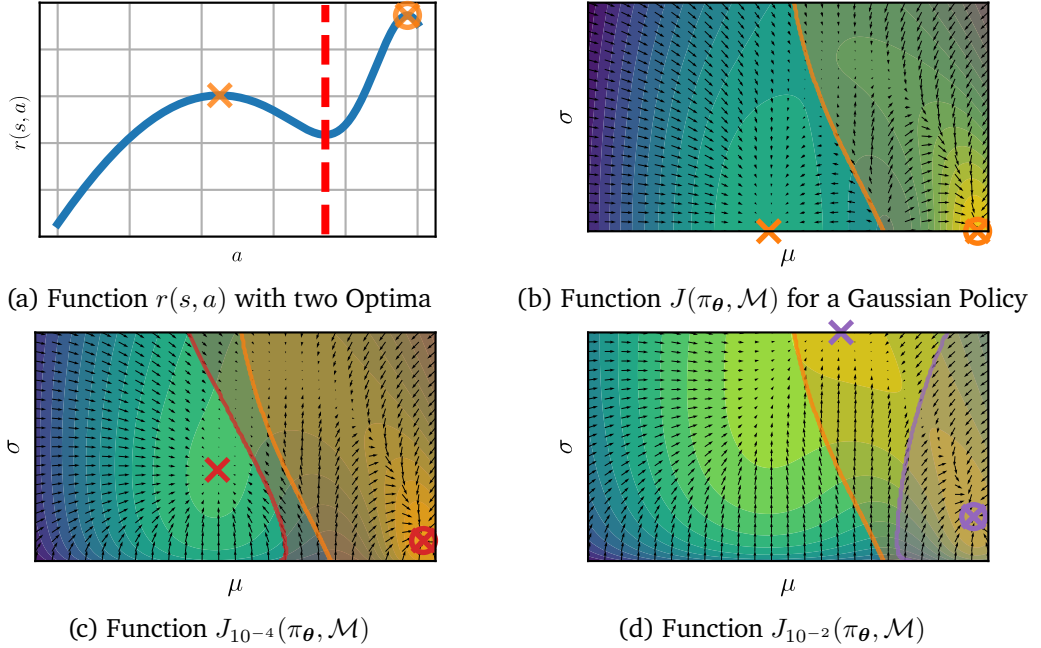 r(s, a)
a
(a) Function r(s, a) with two Optima
σ
μ
(b) Function J(π_θ, ℳ) for a Gaussian Policy
σ
μ
(c) Function J_{10^{-4}}(π_θ, ℳ)
σ
μ
(d) Function J_{10^{-2}}(π_θ, ℳ)